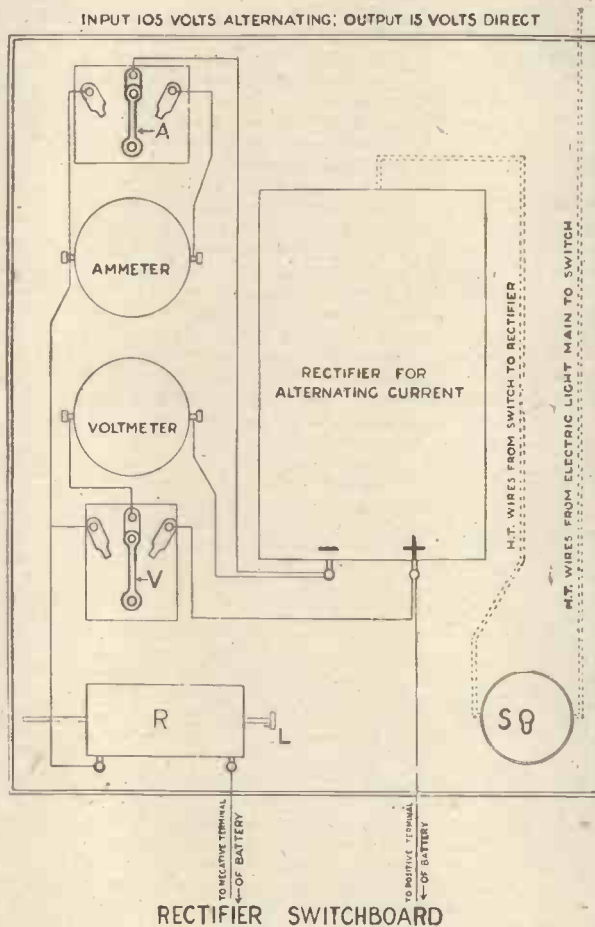 INPUT 105 VOLTS ALTERNATING; OUTPUT 15 VOLTS DIRECT
A
AMMETER
RECTIFIER FOR
ALTERNATING CURRENT
VOLTMETER
V
− +
H.T. WIRES FROM SWITCH TO RECTIFIER
H.T. WIRES FROM ELECTRIC LIGHT MAIN TO SWITCH
R
L
S
TO NEGATIVE TERMINAL
OF BATTERY
TO POSITIVE TERMINAL
OF BATTERY
RECTIFIER SWITCHBOARD